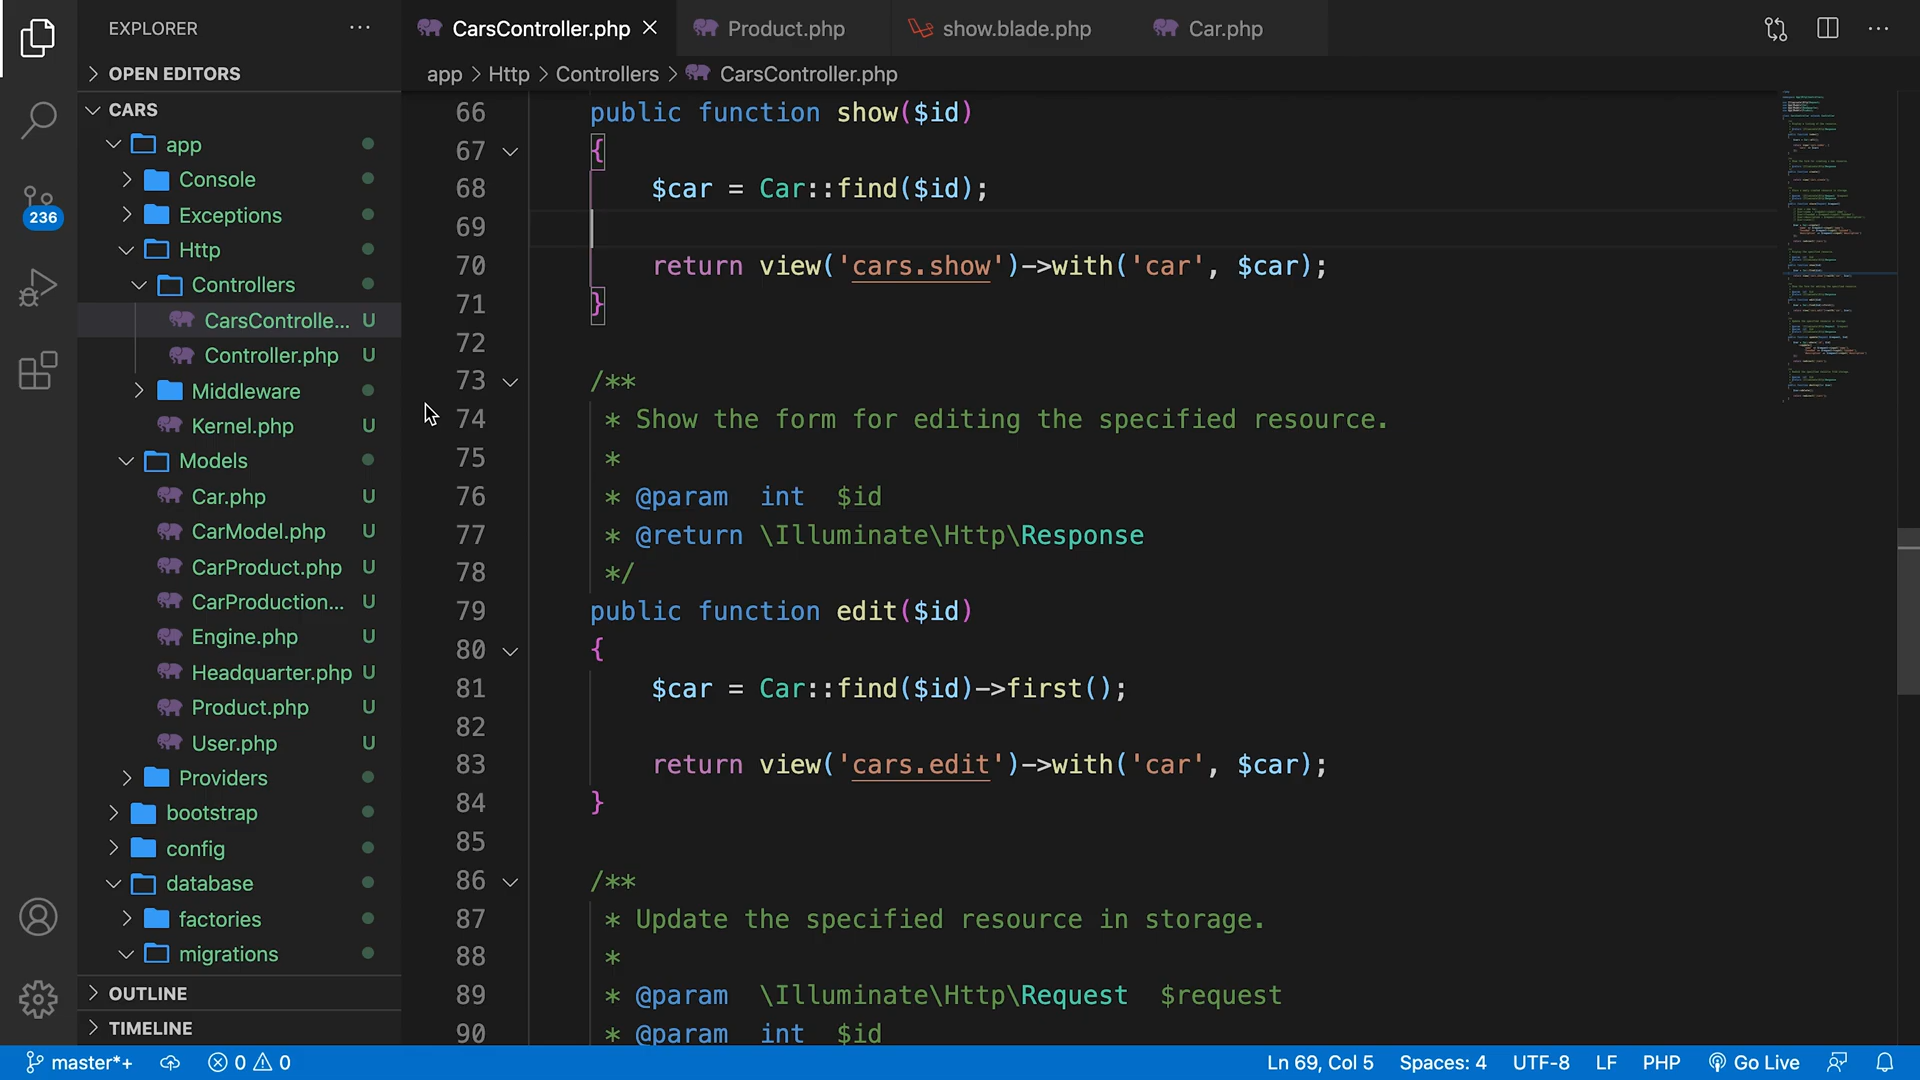 EXPLORER
OPEN EDITORS
CARS
app
Console
Exceptions
Http
Controllers
CarsControlle... U
Controller.php U
Middleware
Kernel.php U
Models
Car.php U
CarModel.php U
CarProduct.php U
CarProduction... U
Engine.php U
Headquarter.php U
Product.php U
User.php U
Providers
bootstrap
config
database
factories
migrations
OUTLINE
TIMELINE
236
CarsController.php
Product.php
show.blade.php
Car.php
app > Http > Controllers > CarsController.php
66 public function show($id)
67 {
68 $car = Car::find($id);
69
70 return view('cars.show')->with('car', $car);
71 }
72
73 /**
74 * Show the form for editing the specified resource.
75 *
76 * @param int $id
77 * @return \Illuminate\Http\Response
78 */
79 public function edit($id)
80 {
81 $car = Car::find($id)->first();
82
83 return view('cars.edit')->with('car', $car);
84 }
85
86 /**
87 * Update the specified resource in storage.
88 *
89 * @param \Illuminate\Http\Request $request
90 * @param int $id
master*+ 0 0 Ln 69, Col 5 Spaces: 4 UTF-8 LF PHP Go Live